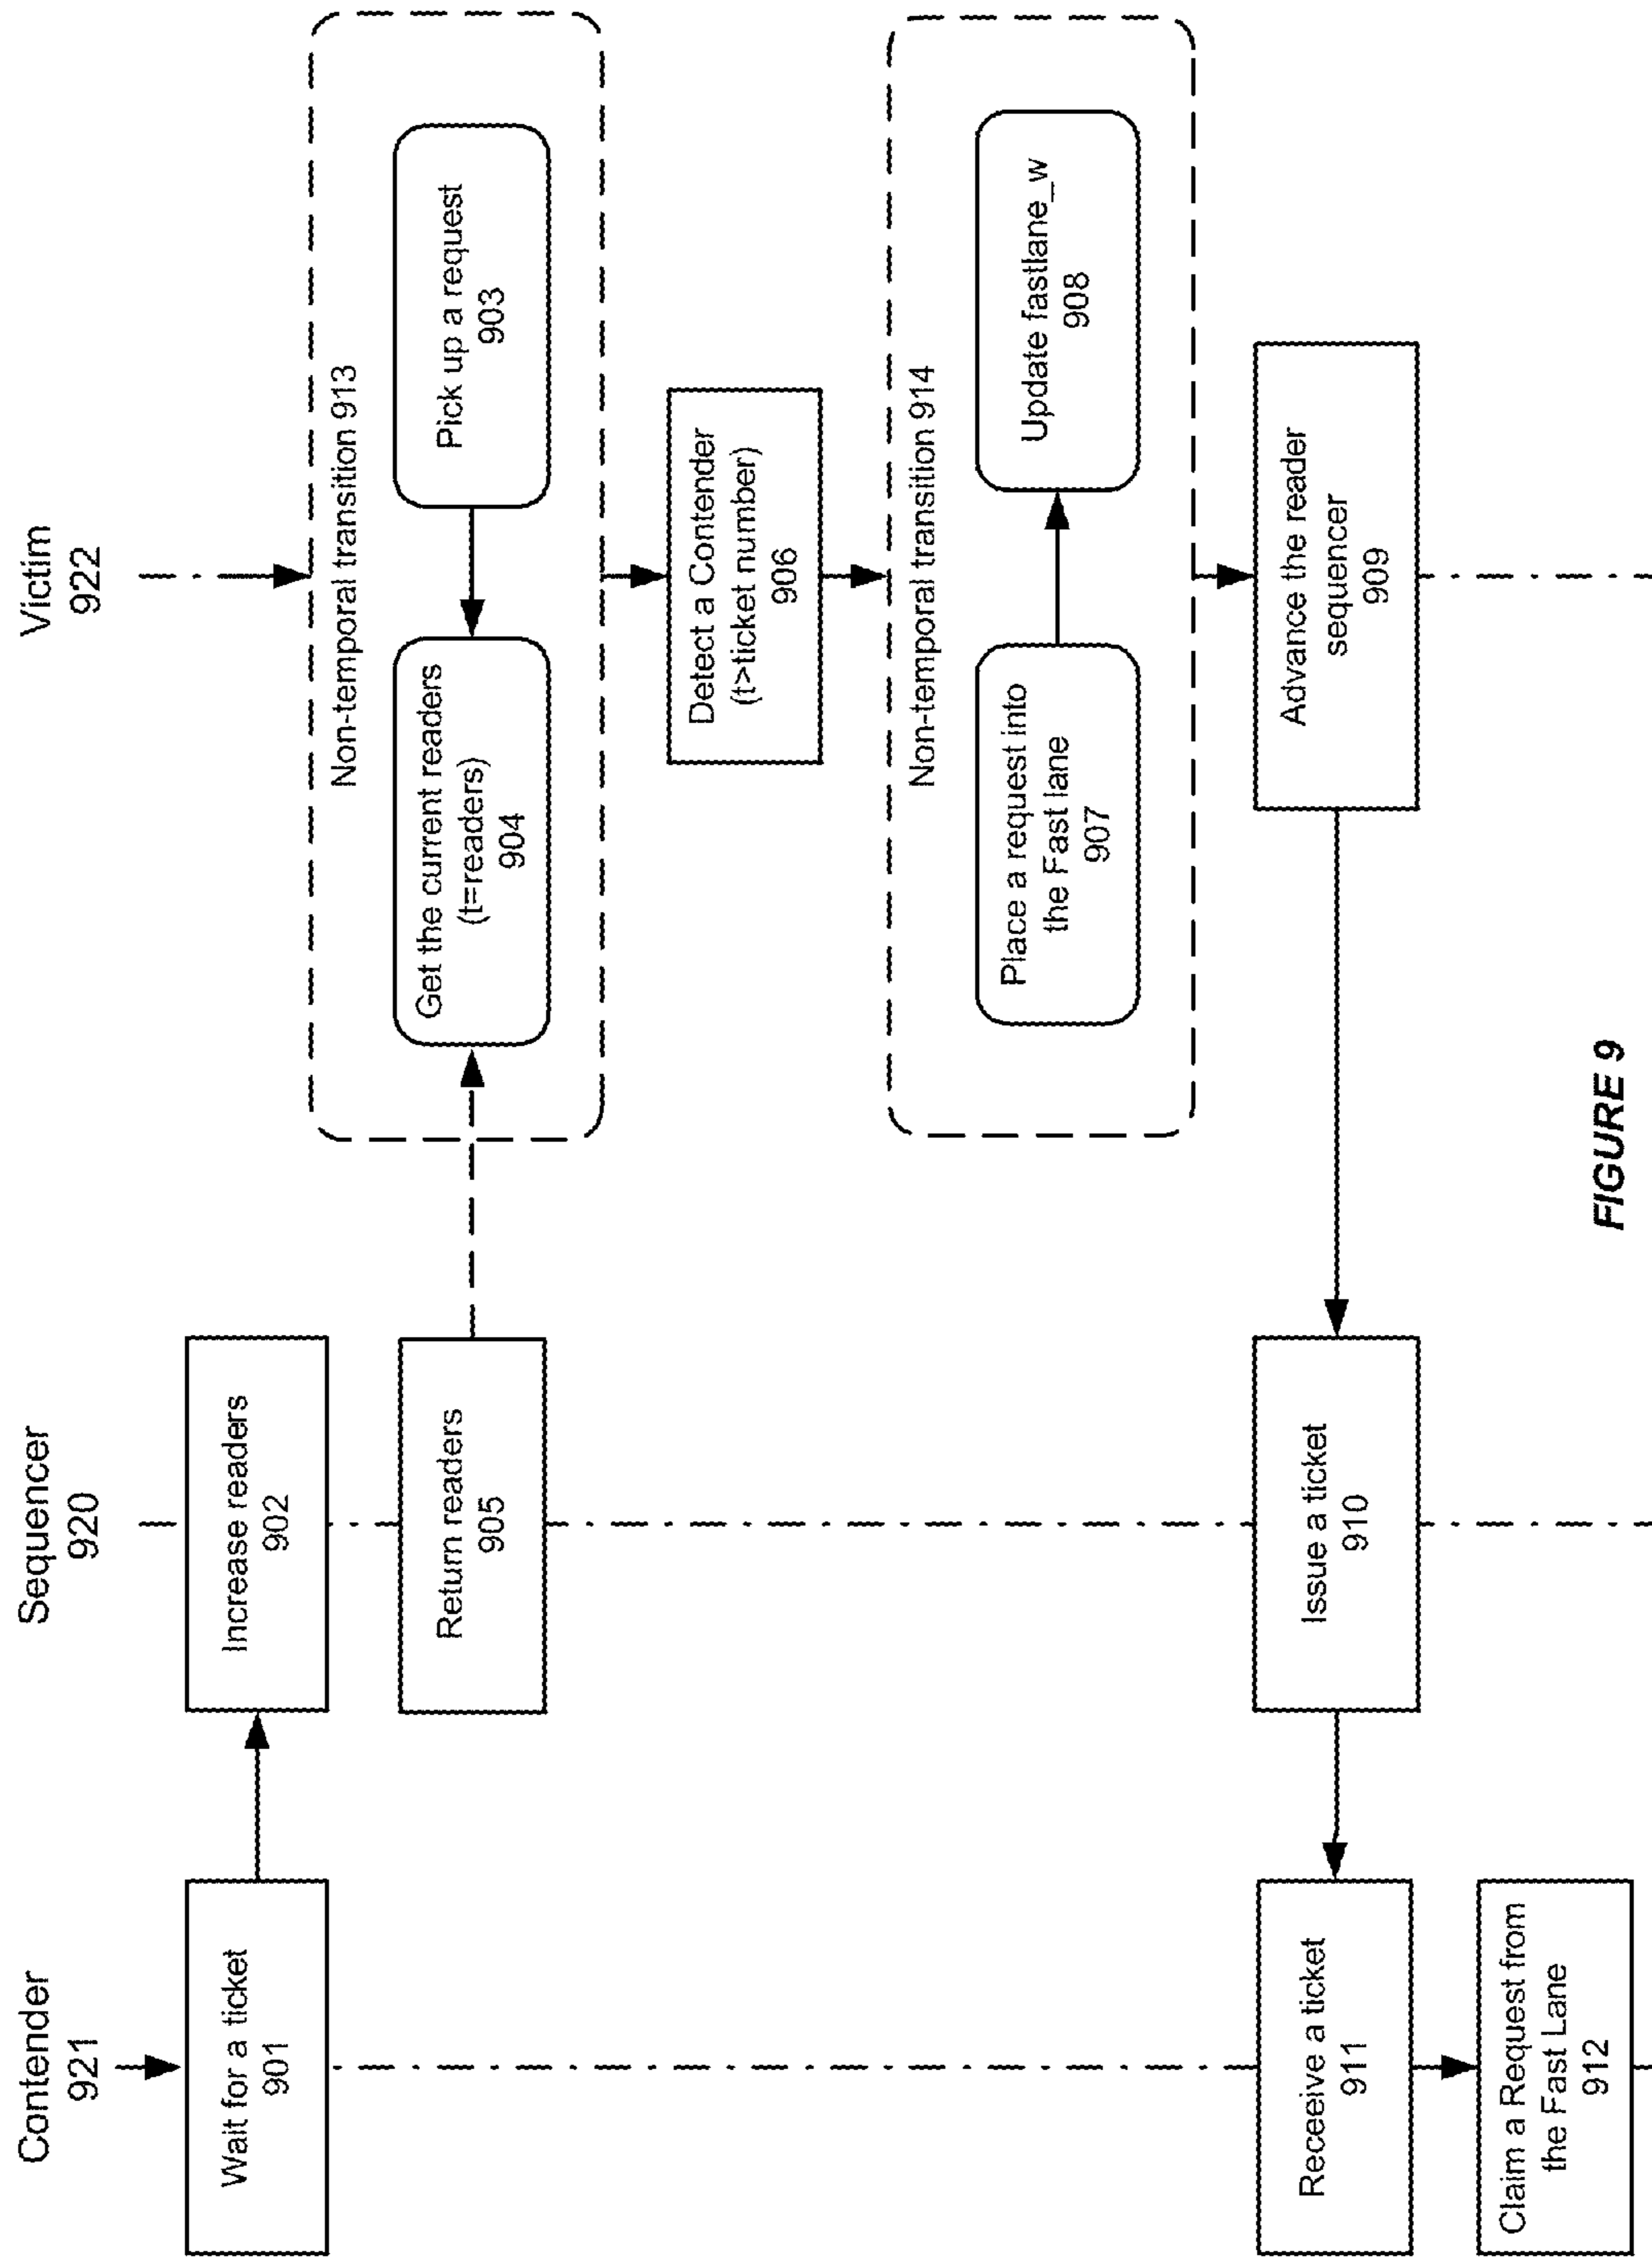 Contender
921
Sequencer
920
Victim
922
Wait for a ticket
901
Increase readers
902
Non-temporal transition 913
Return readers
905
Get the current readers
(t=readers)
904
Pick up a request
903
Detect a Contender
(t>ticket number)
906
Non-temporal transition 914
Place a request into
the Fast lane
907
Update fastlane_w
908
Receive a ticket
911
Issue a ticket
910
Advance the reader
sequencer
909
Claim a Request from
the Fast Lane
912
FIGURE 9